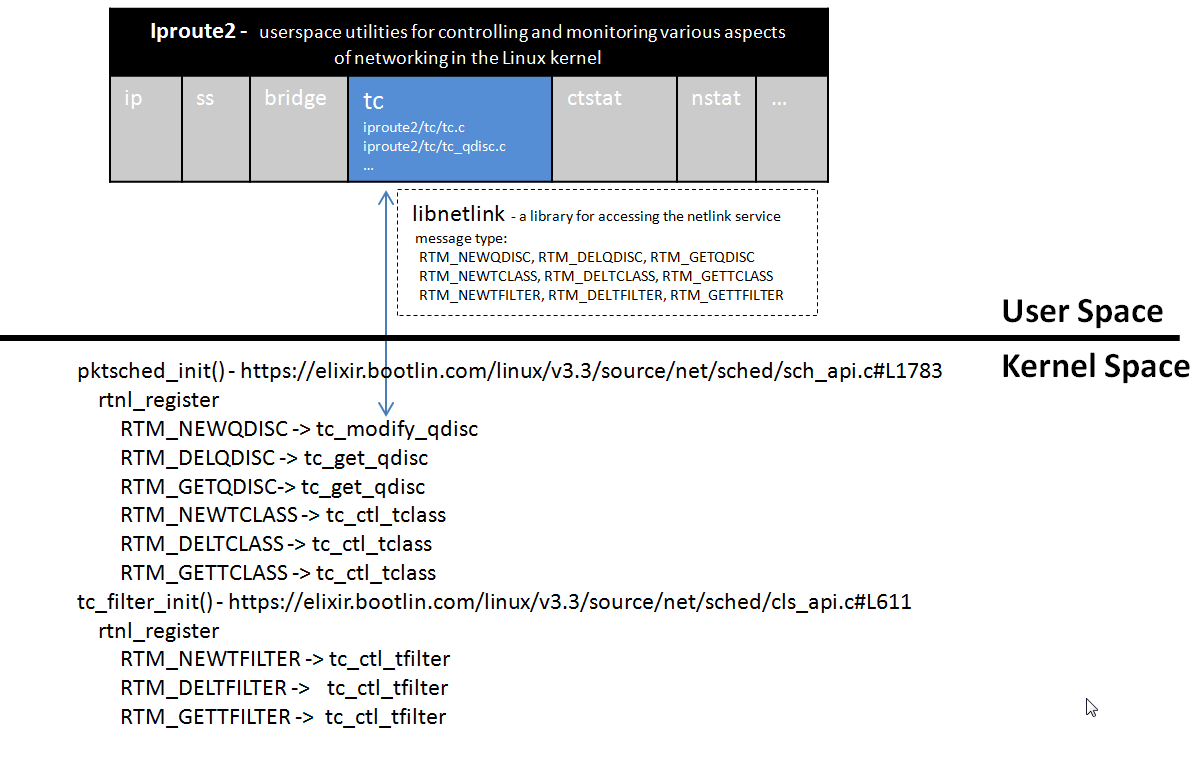 Iproute2 - userspace utilities for controlling and monitoring various aspects
of networking in the Linux kernel
ip
ss
bridge
tc
iproute2/tc/tc.c
iproute2/tc/tc_qdisc.c
...
ctstat
nstat
...
libnetlink - a library for accessing the netlink service
message type:
RTM_NEWQDISC, RTM_DELQDISC, RTM_GETQDISC
RTM_NEWTCLASS, RTM_DELTCLASS, RTM_GETTCLASS
RTM_NEWTFILTER, RTM_DELTFILTER, RTM_GETTFILTER
User Space
Kernel Space
pktsched_init() - https://elixir.bootlin.com/linux/v3.3/source/net/sched/sch_api.c#L1783
rtnl_register
RTM_NEWQDISC -> tc_modify_qdisc
RTM_DELQDISC -> tc_get_qdisc
RTM_GETQDISC-> tc_get_qdisc
RTM_NEWTCLASS -> tc_ctl_tclass
RTM_DELTCLASS -> tc_ctl_tclass
RTM_GETTCLASS -> tc_ctl_tclass
tc_filter_init() - https://elixir.bootlin.com/linux/v3.3/source/net/sched/cls_api.c#L611
rtnl_register
RTM_NEWTFILTER -> tc_ctl_tfilter
RTM_DELTFILTER -> tc_ctl_tfilter
RTM_GETTFILTER -> tc_ctl_tfilter